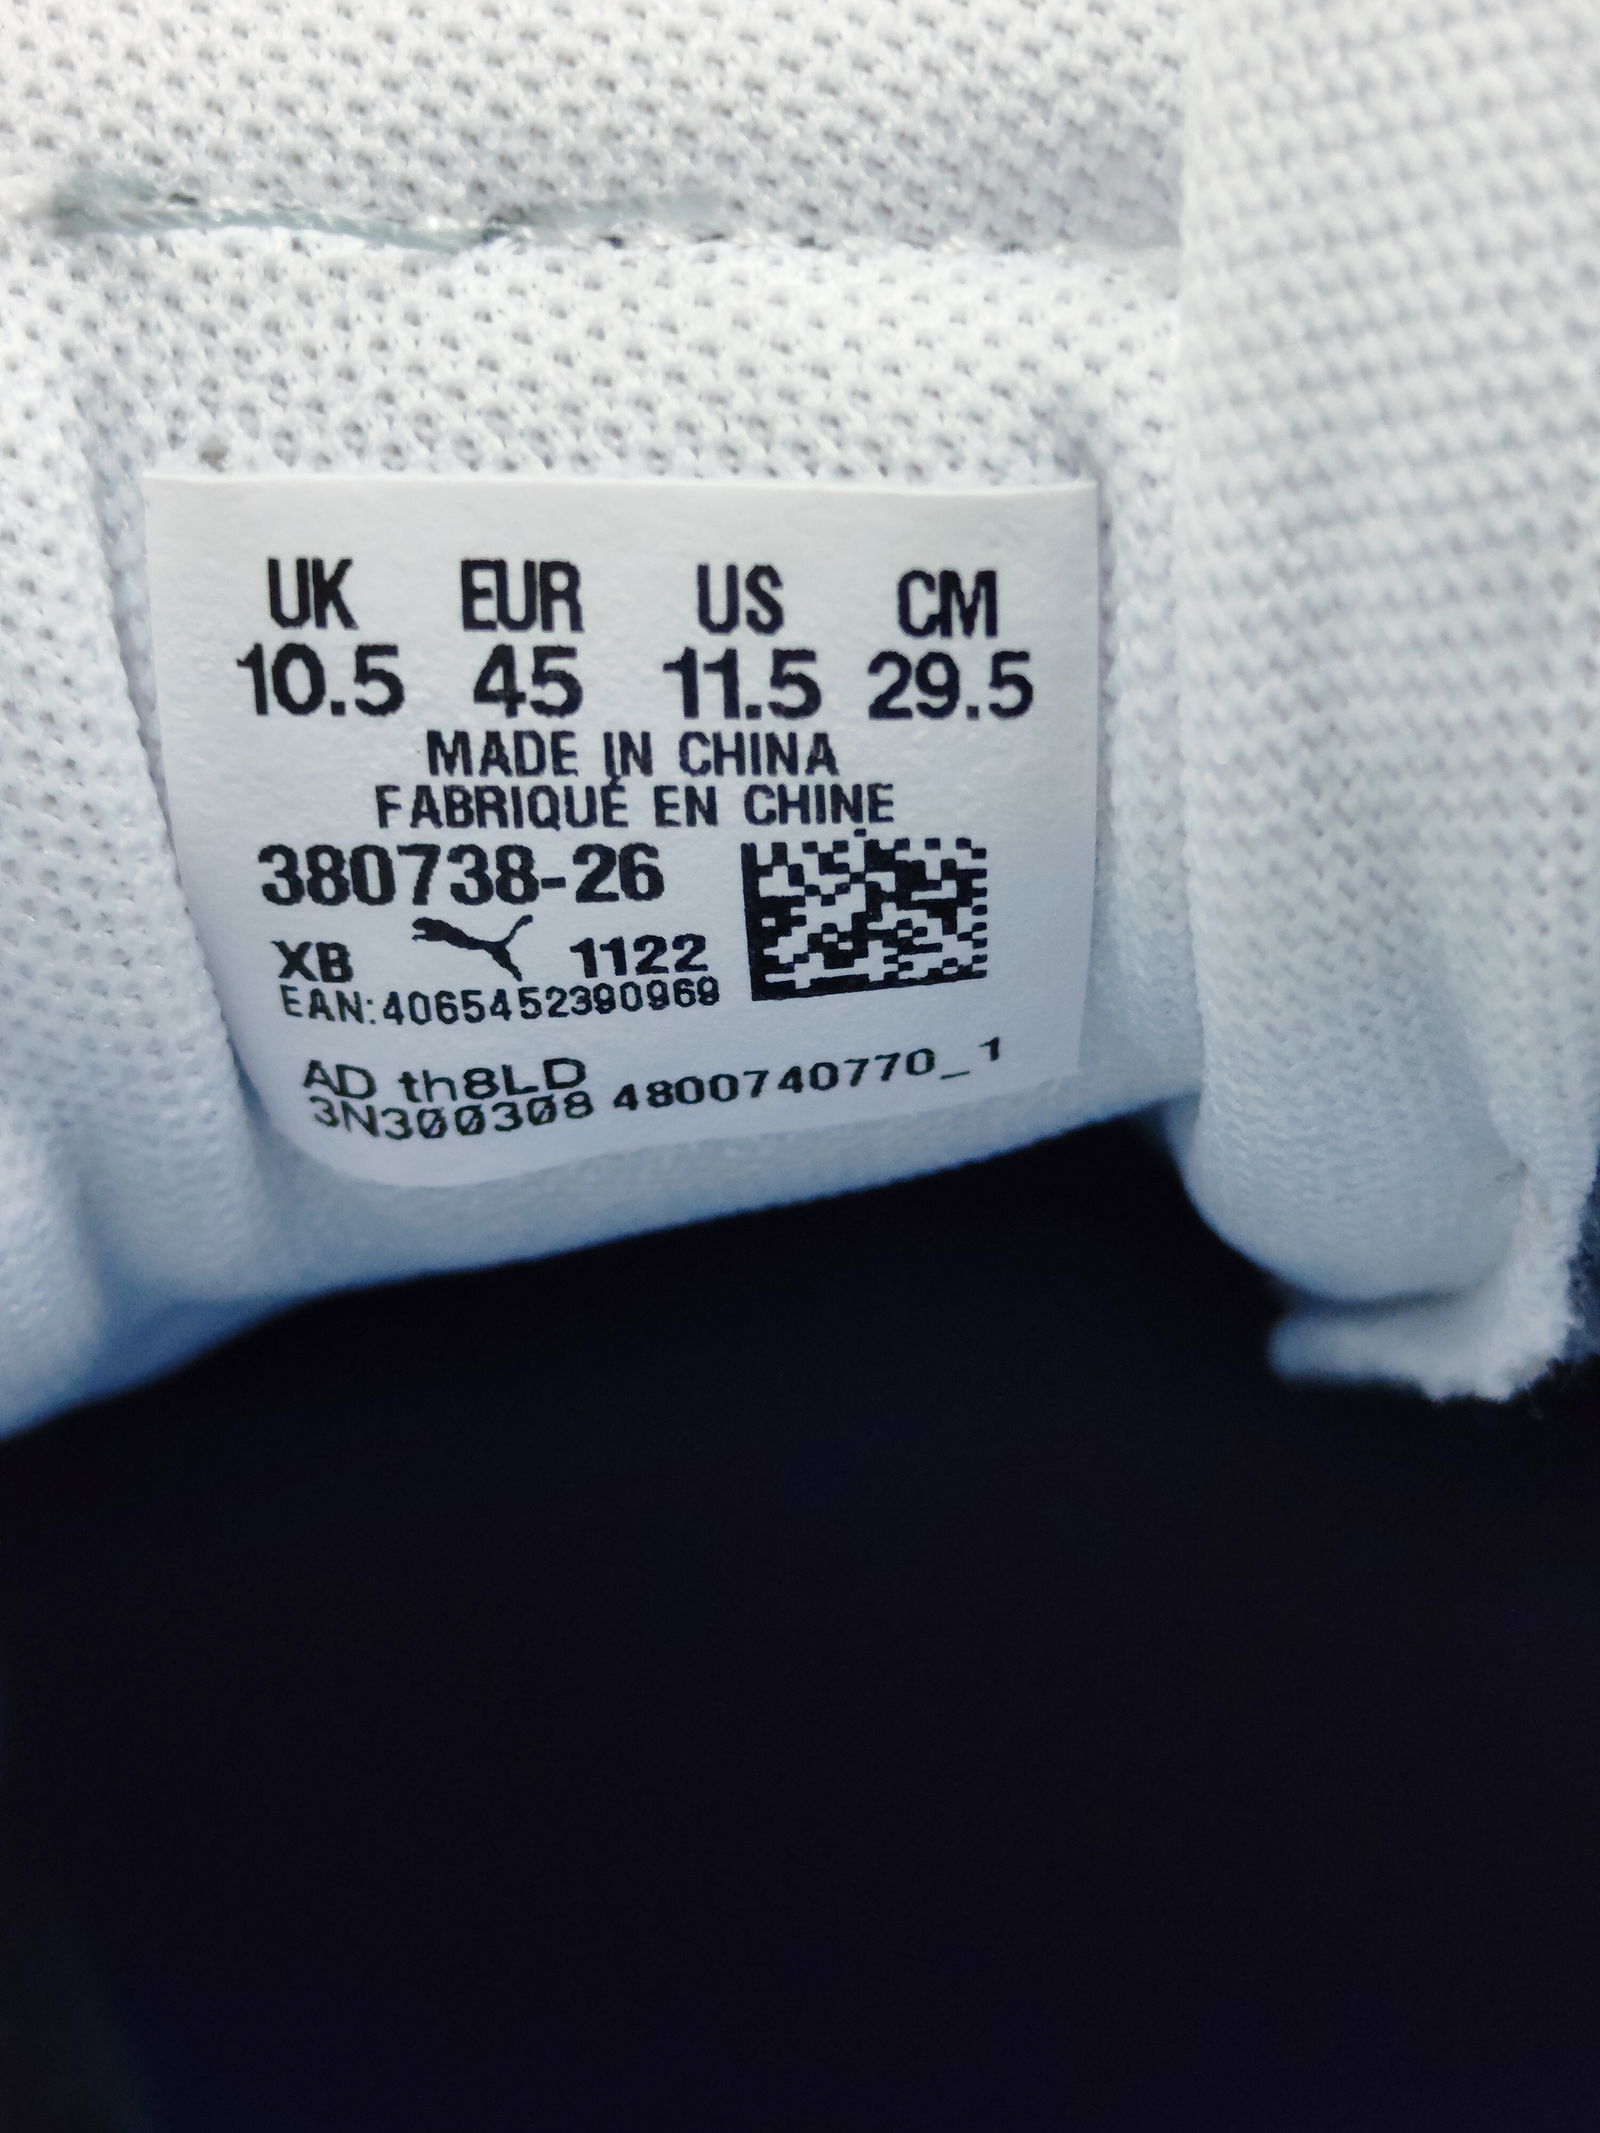 UK EUR US CM
10.5 45 11.5 29.5
MADE IN CHINA
FABRIQUÉ EN CHINE
380738-26
XB 1122
EAN:4065452390969
AD th8LD
3N300308 4800740770_1